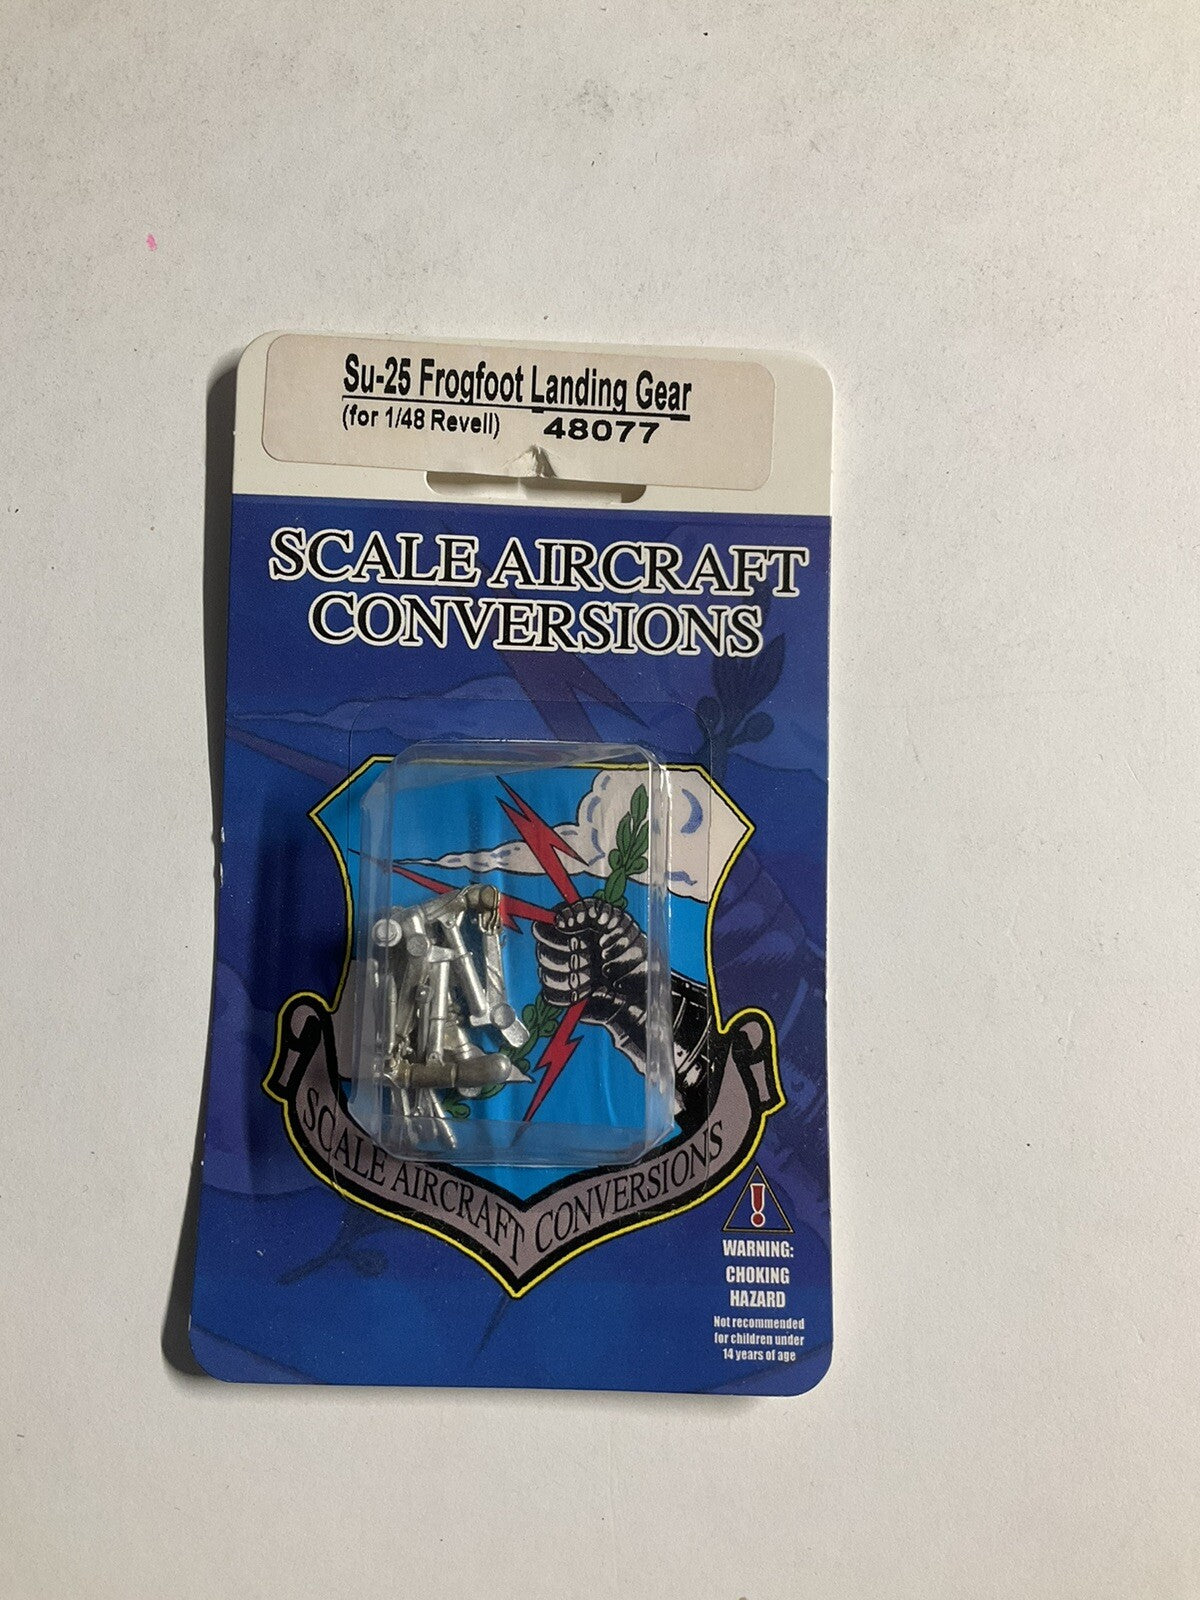 Su-25 Frogfoot Landing Gear
(for 1/48 Revell) 48077
SCALE AIRCRAFT
CONVERSIONS
SCALE AIRCRAFT CONVERSIONS
WARNING:
CHOKING
HAZARD
Not recommended
for children under
14 years of age